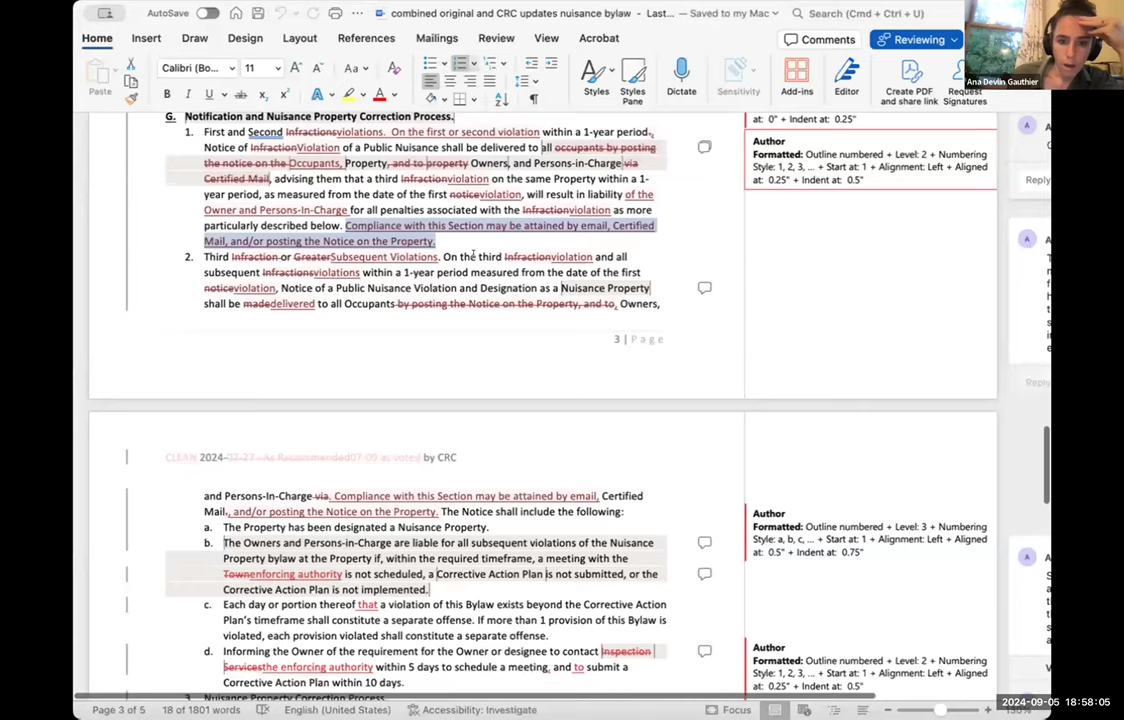 AutoSave
combined original and CRC updates nuisance bylaw - Last... — Saved to my Mac
Search (Cmd + Ctrl + U)
Home Insert Draw Design Layout References Mailings Review View Acrobat
Comments Reviewing
Ana Devlin Gauthier
Calibri (Bo... 11
Paste
Styles Styles Pane Dictate Sensitivity Add-ins Editor Create PDF and share link Request Signatures
G. Notification and Nuisance Property Correction Process.
1. First and Second Infractionsviolations. On the first or second violation within a 1-year period,
Notice of InfractionViolation of a Public Nuisance shall be delivered to all occupants by posting
the notice on the Occupants, Property, and to property Owners, and Persons-in-Charge via
Certified Mail, advising them that a third Infractionviolation on the same Property within a 1-
year period, as measured from the date of the first noticeviolation, will result in liability of the
Owner and Persons-In-Charge for all penalties associated with the Infractionviolation as more
particularly described below. Compliance with this Section may be attained by email, Certified
Mail, and/or posting the Notice on the Property.
2. Third Infraction or GreaterSubsequent Violations. On the third Infractionviolation and all
subsequent Infractionsviolations within a 1-year period measured from the date of the first
noticeviolation, Notice of a Public Nuisance Violation and Designation as a Nuisance Property
shall be madedelivered to all Occupants by posting the Notice on the Property, and to, Owners,
3 | Page
CLEAN 2024-07-27 - As Recommended07-09 as voted by CRC
and Persons-In-Charge via. Compliance with this Section may be attained by email, Certified
Mail., and/or posting the Notice on the Property. The Notice shall include the following:
a. The Property has been designated a Nuisance Property.
b. The Owners and Persons-in-Charge are liable for all subsequent violations of the Nuisance
Property bylaw at the Property if, within the required timeframe, a meeting with the
Townenforcing authority is not scheduled, a Corrective Action Plan is not submitted, or the
Corrective Action Plan is not implemented.
c. Each day or portion thereof that a violation of this Bylaw exists beyond the Corrective Action
Plan's timeframe shall constitute a separate offense. If more than 1 provision of this Bylaw is
violated, each provision violated shall constitute a separate offense.
d. Informing the Owner of the requirement for the Owner or designee to contact Inspection
Servicesthe enforcing authority within 5 days to schedule a meeting, and to submit a
Corrective Action Plan within 10 days.
3. Nuisance Property Correction Process.
at: 0" + Indent at: 0.25"
Author
Formatted: Outline numbered + Level: 2 + Numbering
Style: 1, 2, 3, ... + Start at: 1 + Alignment: Left + Aligned
at: 0.25" + Indent at: 0.5"
Author
Formatted: Outline numbered + Level: 3 + Numbering
Style: a, b, c, ... + Start at: 1 + Alignment: Left + Aligned
at: 0.5" + Indent at: 0.75"
Author
Formatted: Outline numbered + Level: 2 + Numbering
Style: 1, 2, 3, ... + Start at: 1 + Alignment: Left + Aligned
at: 0.25" + Indent at: 0.5"
Reply
Page 3 of 5 18 of 1801 words English (United States) Accessibility: Investigate Focus
2024-09-05 18:58:05